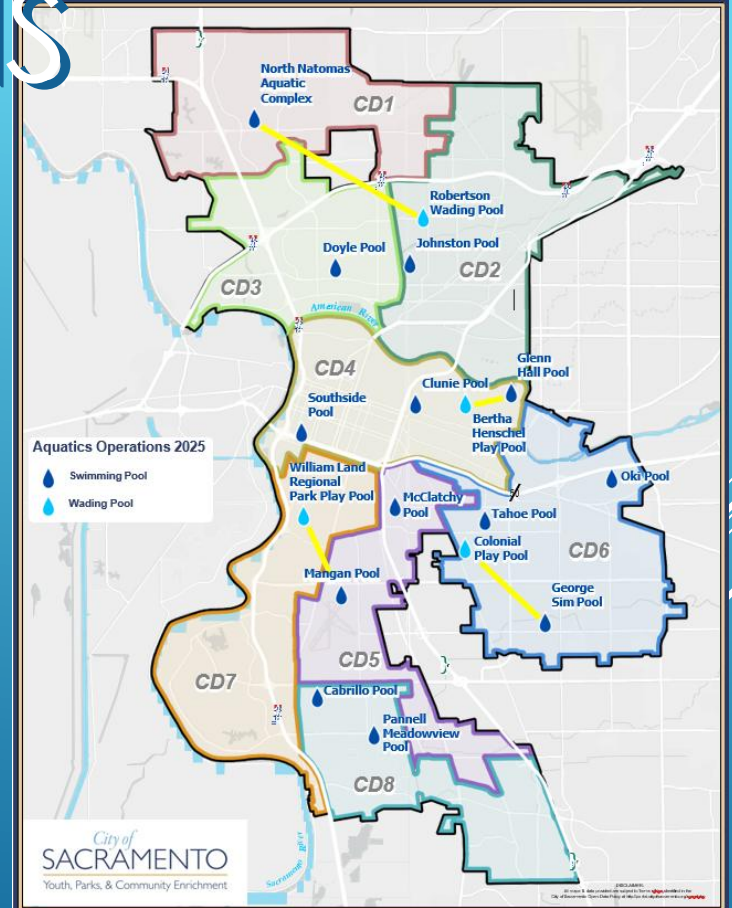 S
North Natomas
Aquatic
Complex
CD1
Robertson
Wading Pool
Doyle Pool
Johnston Pool
CD2
CD3
American River
CD4
Glenn
Hall Pool
Clunie Pool
Southside
Pool
Bertha
Henschel
Play Pool
Aquatics Operations 2025
Swimming Pool
Wading Pool
William Land
Regional
Park Play Pool
McClatchy
Pool
Oki Pool
Tahoe Pool
Colonial
Play Pool
CD6
Mangan Pool
George
Sim Pool
CD5
CD7
Cabrillo Pool
Pannell
Meadowview
Pool
CD8
City of
SACRAMENTO
Youth, Parks, & Community Enrichment
Sacramento River
DISCLAIMER: